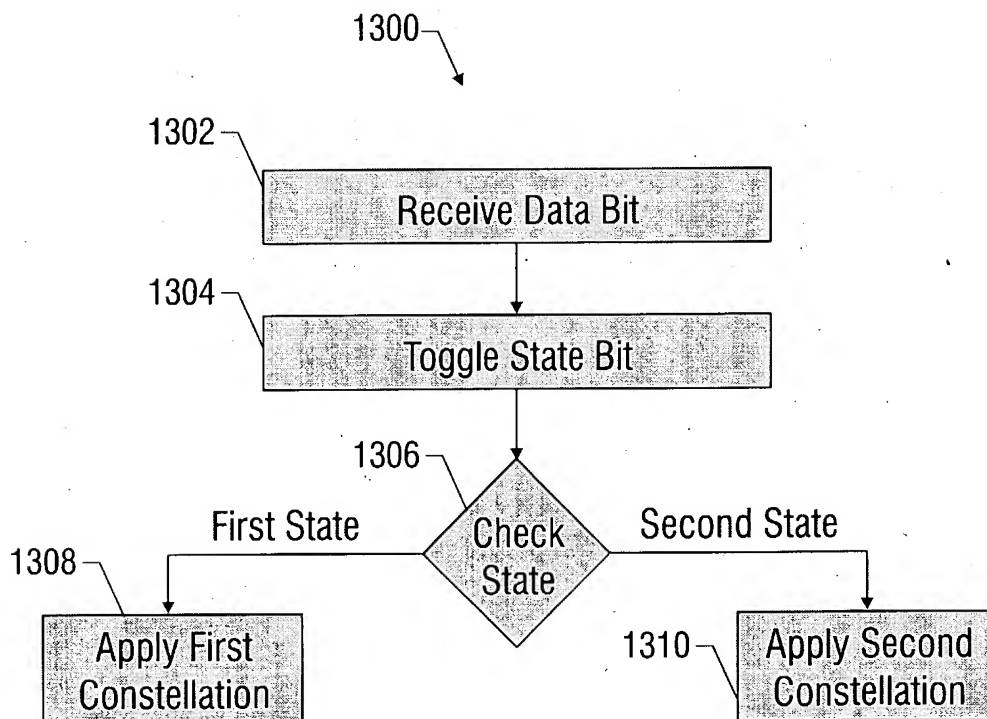 1300
1302
Receive Data Bit
1304
Toggle State Bit
1306
First State
Check
State
Second State
1308
Apply First
Constellation
1310
Apply Second
Constellation